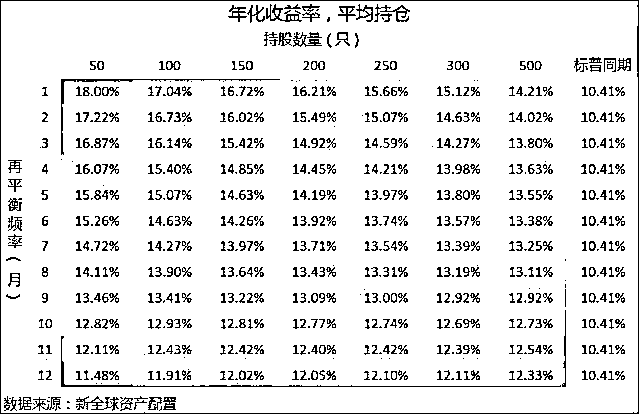 年化收益率，平均持仓
持股数量（只）
50 100 150 200 250 300 500 标普同期
1 18.00% 17.04% 16.72% 16.21% 15.66% 15.12% 14.21% 10.41%
2 17.22% 16.73% 16.02% 15.49% 15.07% 14.63% 14.02% 10.41%
3 16.87% 16.14% 15.42% 14.92% 14.59% 14.27% 13.80% 10.41%
4 16.07% 15.40% 14.85% 14.45% 14.21% 13.98% 13.63% 10.41%
5 15.84% 15.07% 14.63% 14.19% 13.97% 13.80% 13.55% 10.41%
6 15.26% 14.63% 14.26% 13.92% 13.74% 13.57% 13.38% 10.41%
7 14.72% 14.27% 13.97% 13.71% 13.54% 13.39% 13.25% 10.41%
8 14.11% 13.90% 13.64% 13.43% 13.31% 13.19% 13.11% 10.41%
9 13.46% 13.41% 13.22% 13.09% 13.00% 12.92% 12.92% 10.41%
10 12.82% 12.93% 12.81% 12.77% 12.74% 12.69% 12.73% 10.41%
11 12.11% 12.43% 12.42% 12.40% 12.42% 12.39% 12.54% 10.41%
12 11.48% 11.91% 12.02% 12.05% 12.10% 12.11% 12.33% 10.41%
再平衡频率（月）
数据来源：新全球资产配置